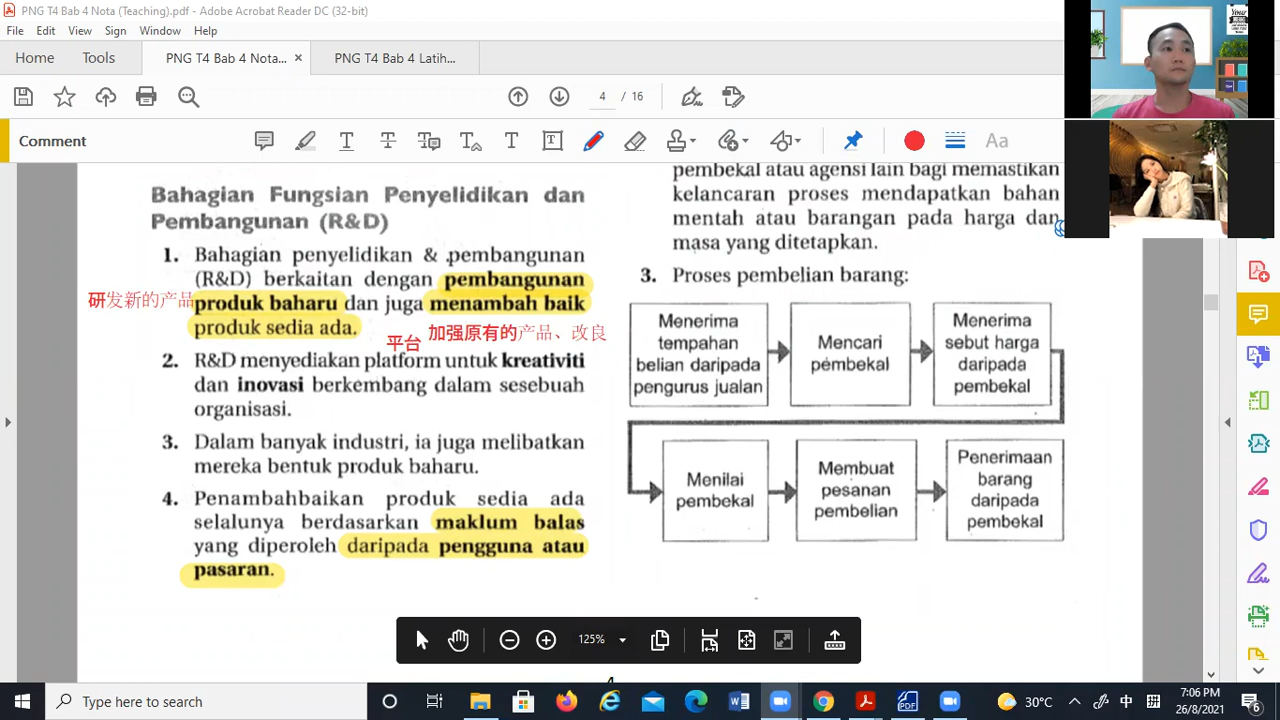 PNG T4 Bab 4 Nota (Teaching).pdf - Adobe Acrobat Reader DC (32-bit)
File Edit View Sign Window Help
Home Tools PNG T4 Bab 4 Nota... × PNG T4 Bab 4 Latih...
4 / 16
Comment
Aa
Bahagian Fungsian Penyelidikan dan
Pembangunan (R&D)
1. Bahagian penyelidikan & pembangunan
(R&D) berkaitan dengan pembangunan
研发新的产品
produk baharu dan juga menambah baik
produk sedia ada.
平台
加强原有的产品、改良
2. R&D menyediakan platform untuk kreativiti
dan inovasi berkembang dalam sesebuah
organisasi.
3. Dalam banyak industri, ia juga melibatkan
mereka bentuk produk baharu.
4. Penambahbaikan produk sedia ada
selalunya berdasarkan maklum balas
yang diperoleh daripada pengguna atau
pasaran.
pembekal atau agensi lain bagi memastikan
kelancaran proses mendapatkan bahan
mentah atau barangan pada harga dan
masa yang ditetapkan.
3. Proses pembelian barang:
Menerima
tempahan
belian daripada
pengurus jualan
Mencari
pembekal
Menerima
sebut harga
daripada
pembekal
Menilai
pembekal
Membuat
pesanan
pembelian
Penerimaan
barang
daripada
pembekal
125%
Type here to search
30°C
中
拼
7:06 PM
26/8/2021
6